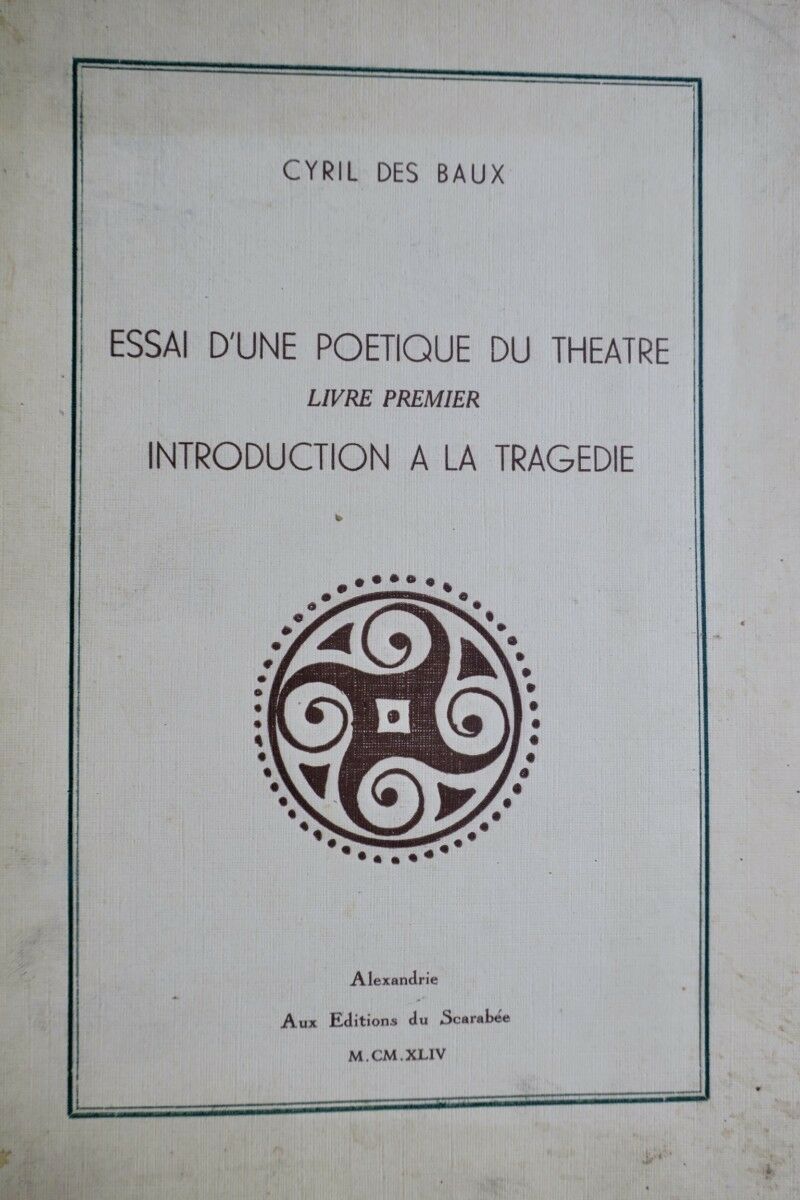 CYRIL DES BAUX
ESSAI D'UNE POETIQUE DU THEATRE
LIVRE PREMIER
INTRODUCTION A LA TRAGEDIE
Alexandrie
Aux Editions du Scarabée
M.CM.XLIV